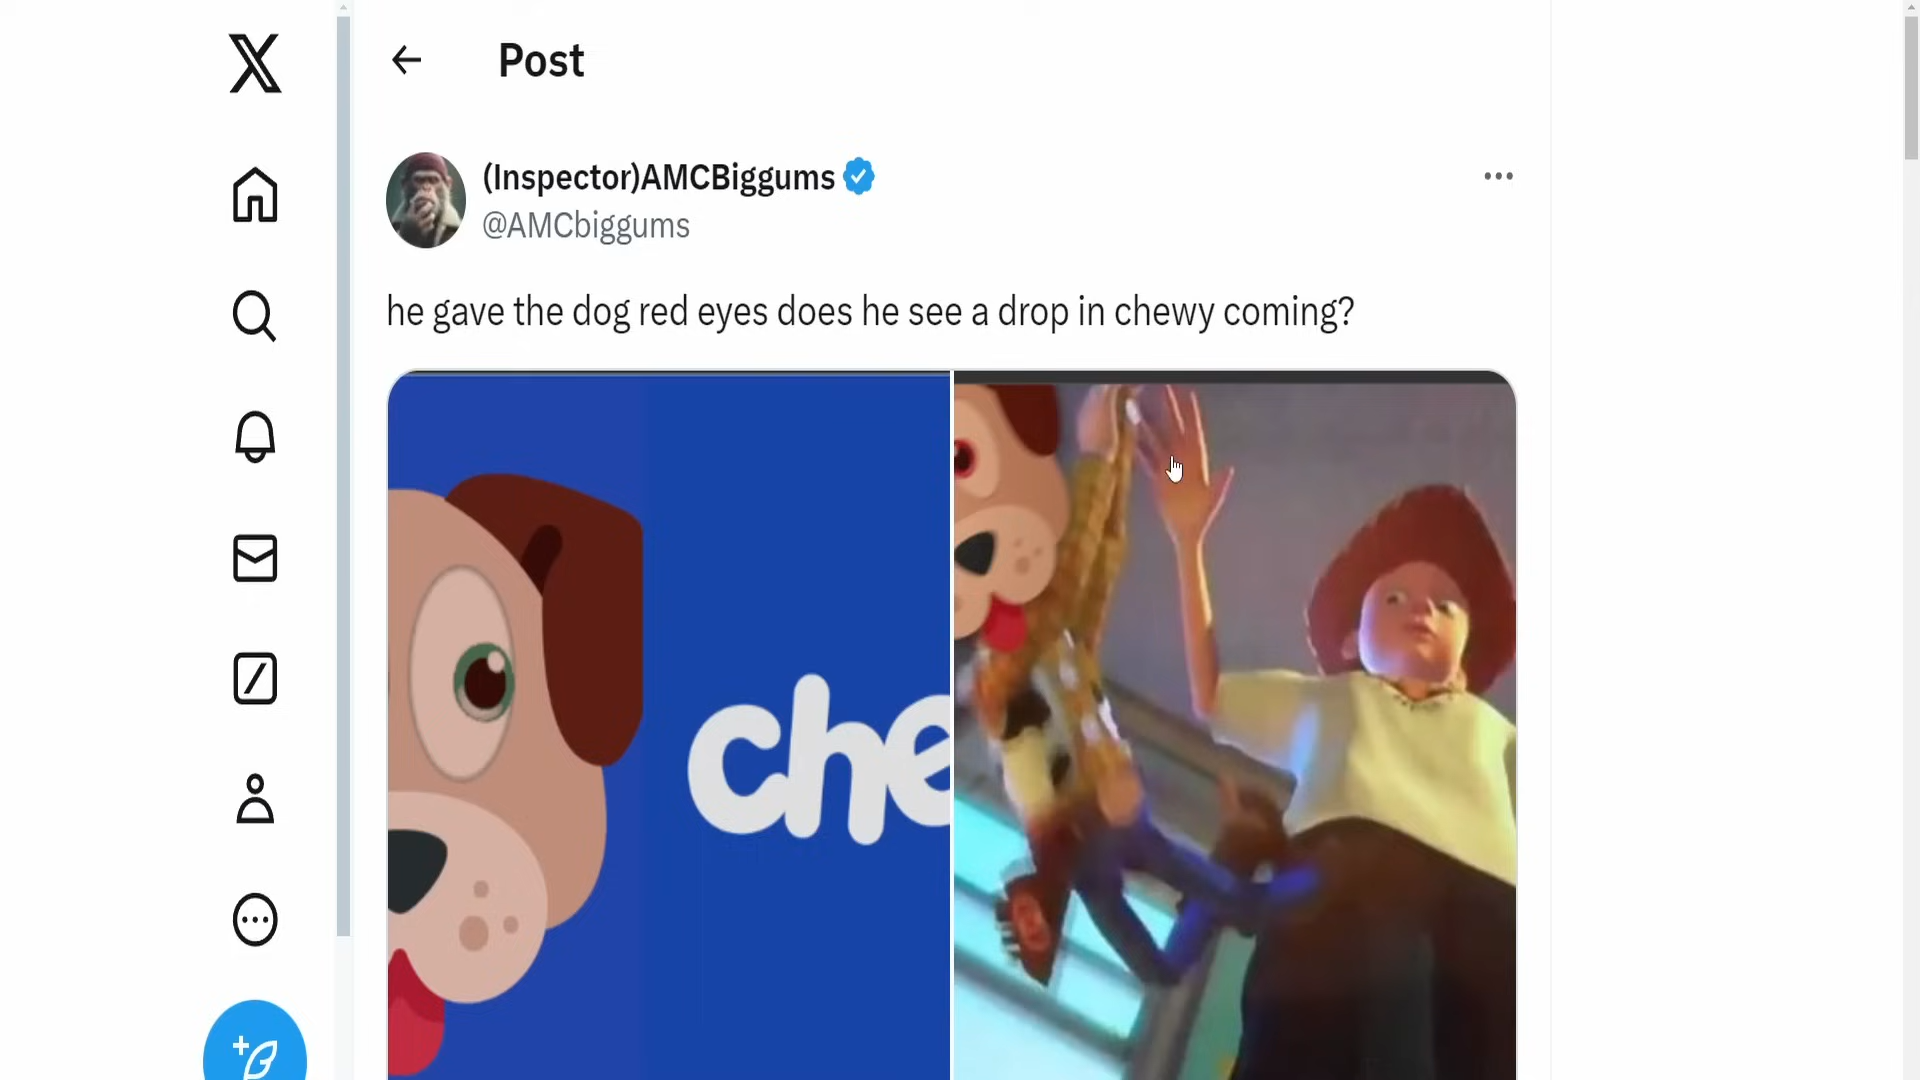 Post
(Inspector)AMCBiggums
@AMCbiggums
he gave the dog red eyes does he see a drop in chewy coming?
che